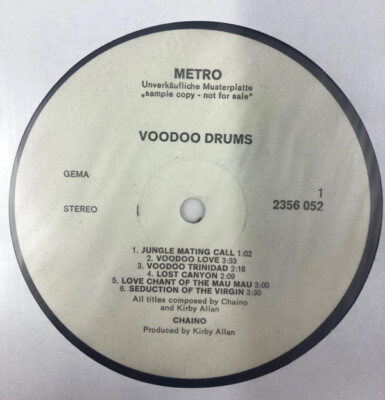 METRO
Unverkäufliche Musterplatte
„sample copy - not for sale"
VOODOO DRUMS
GEMA
STEREO
1
2356 052
1. JUNGLE MATING CALL 1:02
2. VOODOO LOVE 3:33
3. VOODOO TRINIDAD 2:18
4. LOST CANYON 2:09
5. LOVE CHANT OF THE MAU MAU 3:00
6. SEDUCTION OF THE VIRGIN 3:30
All titles composed by Chaino
and Kirby Allan
CHAINO
Produced by Kirby Allan